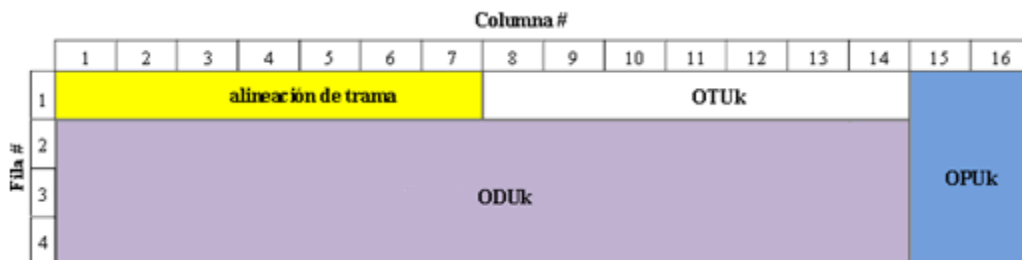 Columna #
1 2 3 4 5 6 7 8 9 10 11 12 13 14 15 16
1 alineación de trama OTUk
2
Fila #
3 ODUk OPUk
4